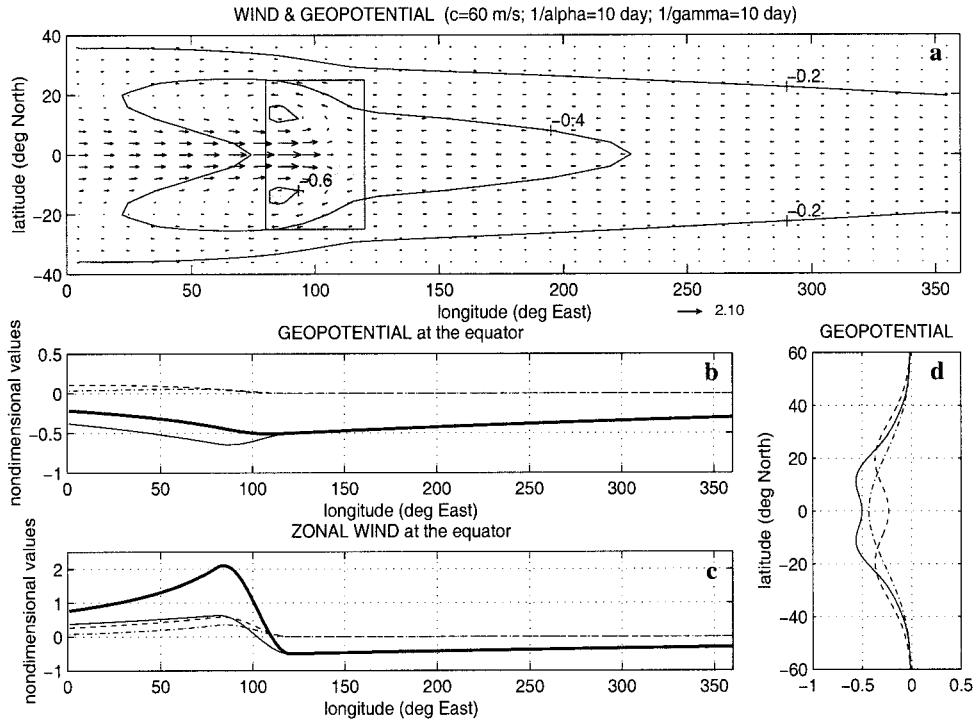 WIND & GEOPOTENTIAL (c=60 m/s; 1/alpha=10 day; 1/gamma=10 day)
a
latitude (deg North)
40
20
0
−20
−40
−0.2
−0.4
−0.6
−0.2
0 50 100 150 200 250 300 350
longitude (deg East)
2.10
GEOPOTENTIAL at the equator
b
nondimensional values
0.5
0
−0.5
−1
0 50 100 150 200 250 300 350
longitude (deg East)
ZONAL WIND at the equator
c
nondimensional values
2
1
0
−1
0 50 100 150 200 250 300 350
longitude (deg East)
GEOPOTENTIAL
d
latitude (deg North)
60
40
20
0
−20
−40
−60
−1 −0.5 0 0.5